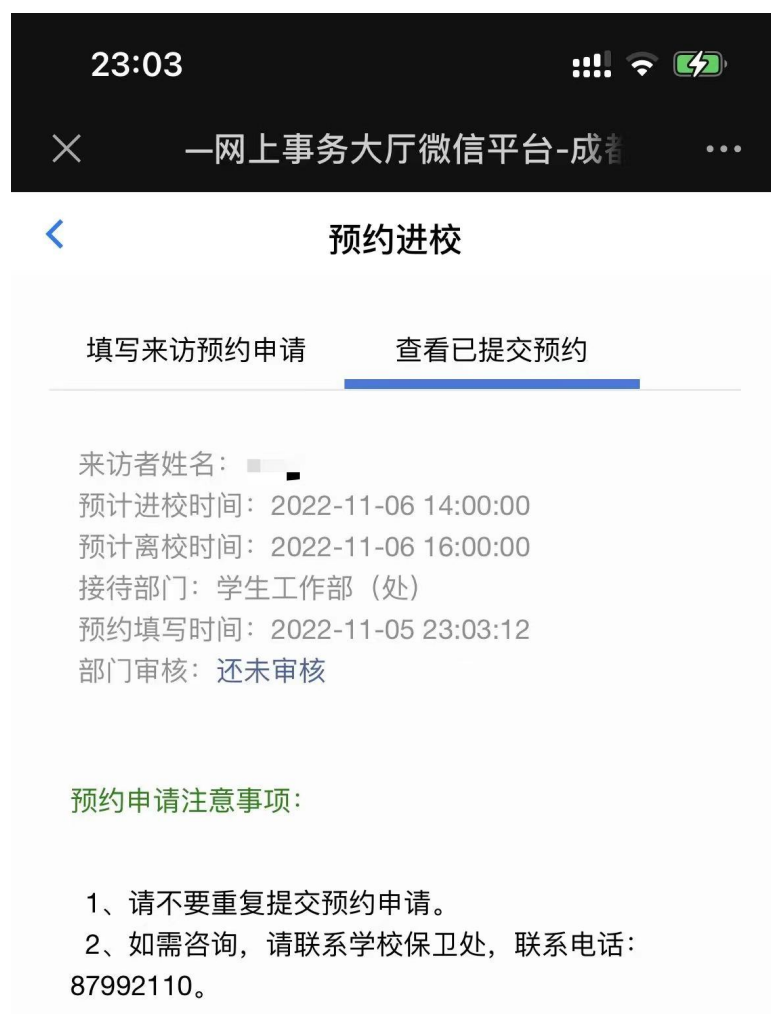 23:03
—网上事务大厅微信平台-成都
预约进校
填写来访预约申请
查看已提交预约
来访者姓名：
预计进校时间：2022-11-06 14:00:00
预计离校时间：2022-11-06 16:00:00
接待部门：学生工作部（处）
预约填写时间：2022-11-05 23:03:12
部门审核：还未审核
预约申请注意事项：
1、请不要重复提交预约申请。
2、如需咨询，请联系学校保卫处，联系电话：
87992110。